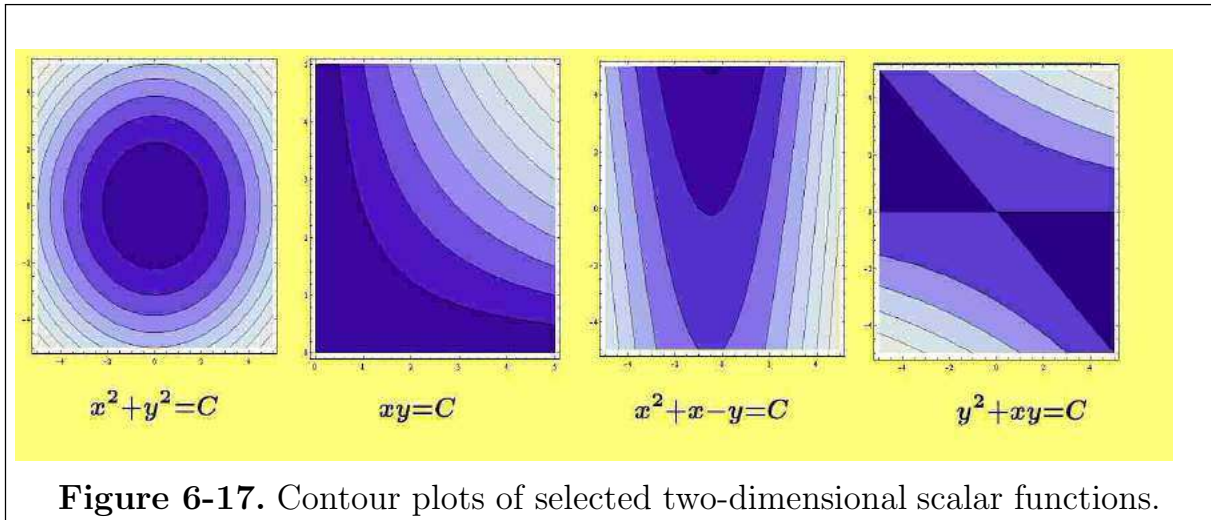 x²+y²=C
xy=C
x²+x−y=C
y²+xy=C
Figure 6-17. Contour plots of selected two-dimensional scalar functions.